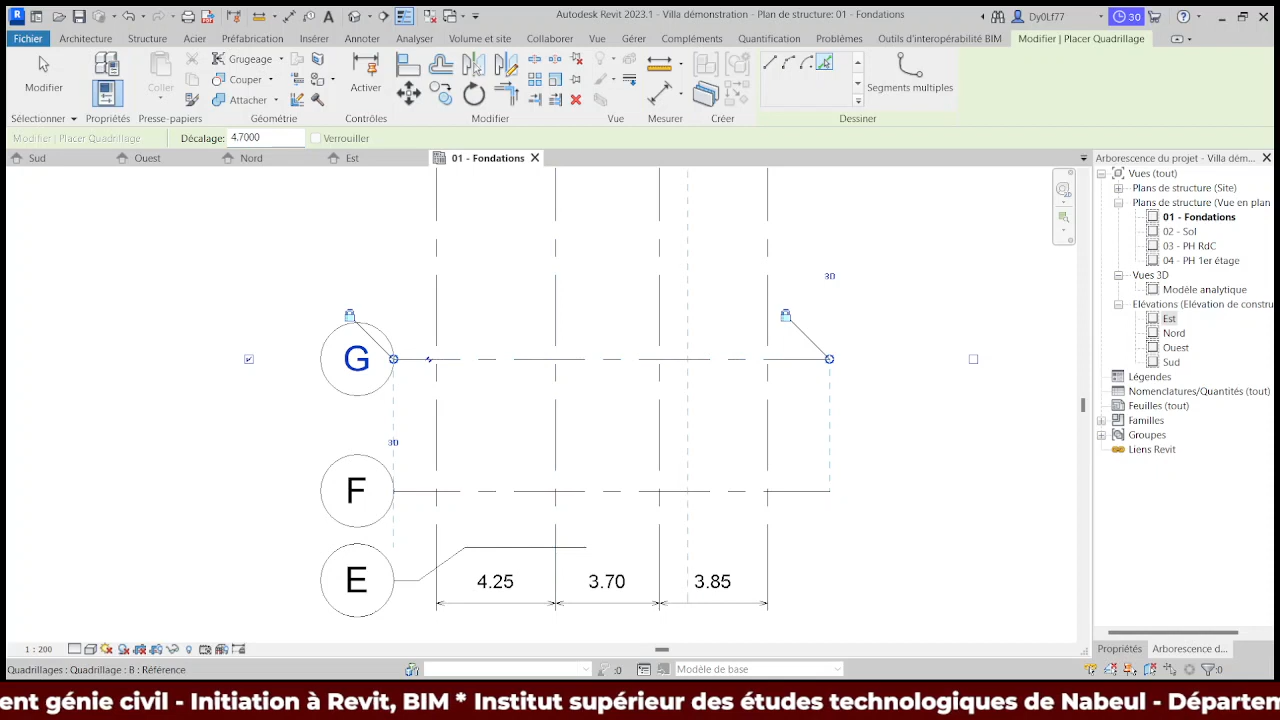 Autodesk Revit 2023.1 - Villa démonstration - Plan de structure: 01 - Fondations
Dy0Lf77
30
Fichier
Architecture
Structure
Acier
Préfabrication
Insérer
Annoter
Analyser
Volume et site
Collaborer
Vue
Gérer
Compléments
Quantification
Problèmes
Outils d'interopérabilité BIM
Modifier | Placer Quadrillage
Modifier
Coller
Grugeage
Couper
Attacher
Activer
Segments multiples
Sélectionner
Propriétés
Presse-papiers
Géométrie
Contrôles
Modifier
Vue
Mesurer
Créer
Dessiner
Modifier | Placer Quadrillage
Décalage: 4.7000
Verrouiller
Sud
Ouest
Nord
Est
01 - Fondations
Arborescence du projet - Villa dém...
Vues (tout)
Plans de structure (Site)
Plans de structure (Vue en plan
01 - Fondations
02 - Sol
03 - PH RdC
04 - PH 1er étage
Vues 3D
Modèle analytique
Elévations (Elévation de constru
Est
Nord
Ouest
Sud
Légendes
Nomenclatures/Quantités (tout)
Feuilles (tout)
Familles
Groupes
Liens Revit
2D
3D
G
3D
F
E
4.25
3.70
3.85
1 : 200
Propriétés
Arborescence d...
Quadrillages : Quadrillage : B : Référence
:0
Modèle de base
:0
ent génie civil - Initiation à Revit, BIM * Institut supérieur des études technologiques de Nabeul - Départem